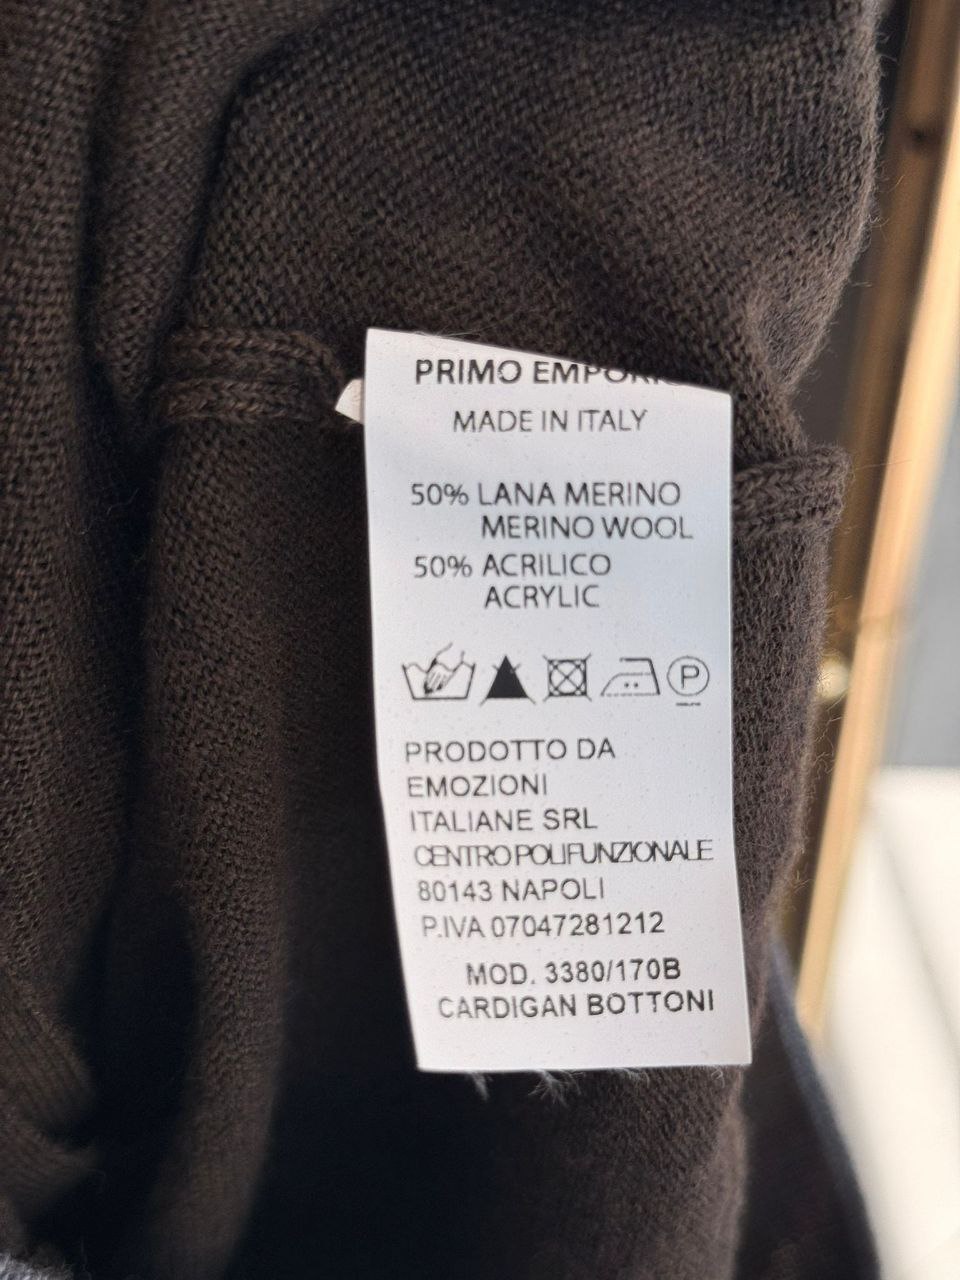 PRIMO EMPORIO
MADE IN ITALY
50% LANA MERINO
MERINO WOOL
50% ACRILICO
ACRYLIC
P
PRODOTTO DA
EMOZIONI
ITALIANE SRL
CENTRO POLIFUNZIONALE
80143 NAPOLI
P.IVA 07047281212
MOD. 3380/170B
CARDIGAN BOTTONI